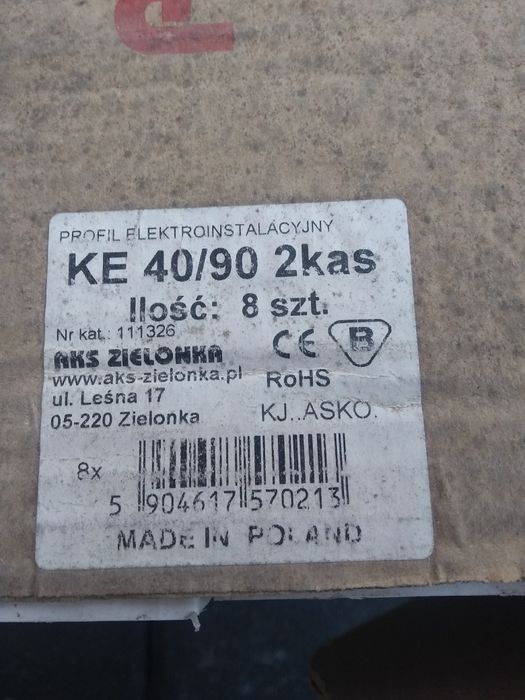 PROFIL ELEKTROINSTALACYJNY
KE 40/90 2kas
Ilość: 8 szt.
Nr kat.: 111326
AKS ZIELONKA
www.aks-zielonka.pl
ul. Leśna 17
05-220 Zielonka
CE B
RoHS
KJ..ASKO.
8x
5 904617 570213
MADE IN POLAND